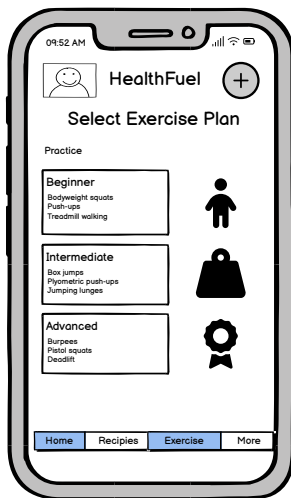 09:52 AM
HealthFuel
Select Exercise Plan
Practice
Beginner
Bodyweight squats
Push-ups
Treadmill walking
Intermediate
Box jumps
Plyometric push-ups
Jumping lunges
Advanced
Burpees
Pistol squats
Deadlift
Home Recipies Exercise More